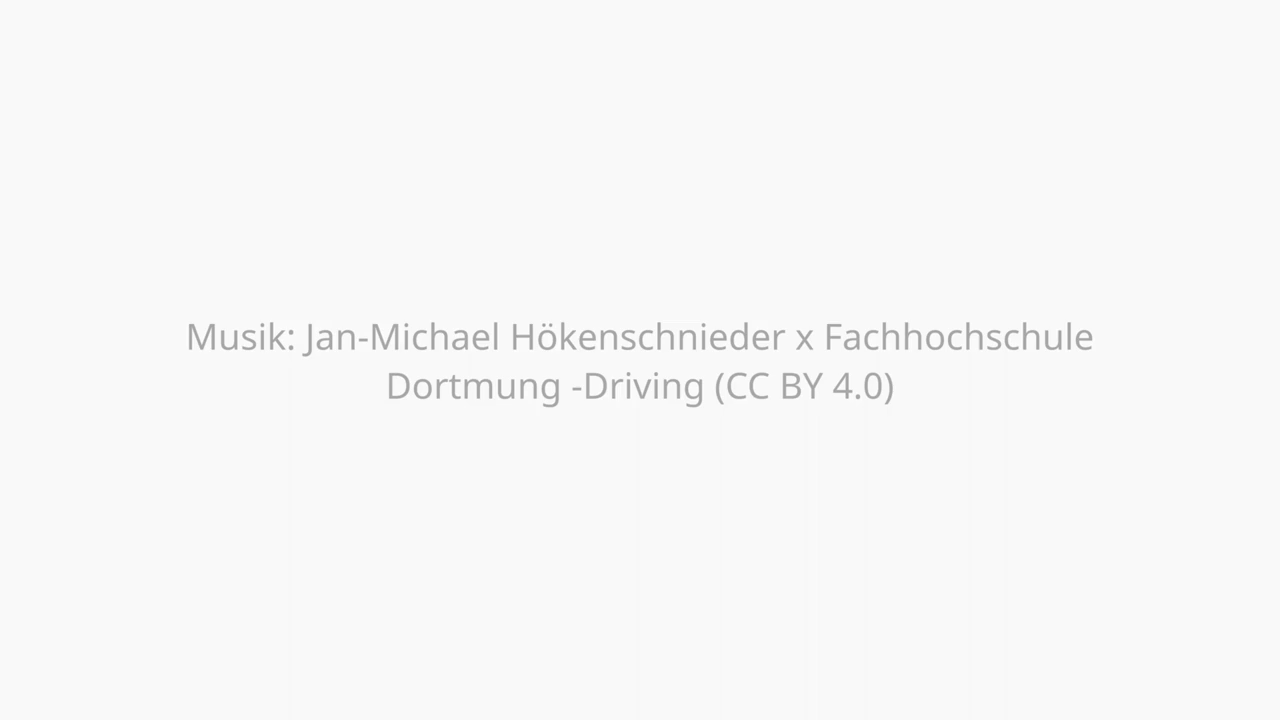 Musik: Jan-Michael Hökenschnieder x Fachhochschule
Dortmung -Driving (CC BY 4.0)